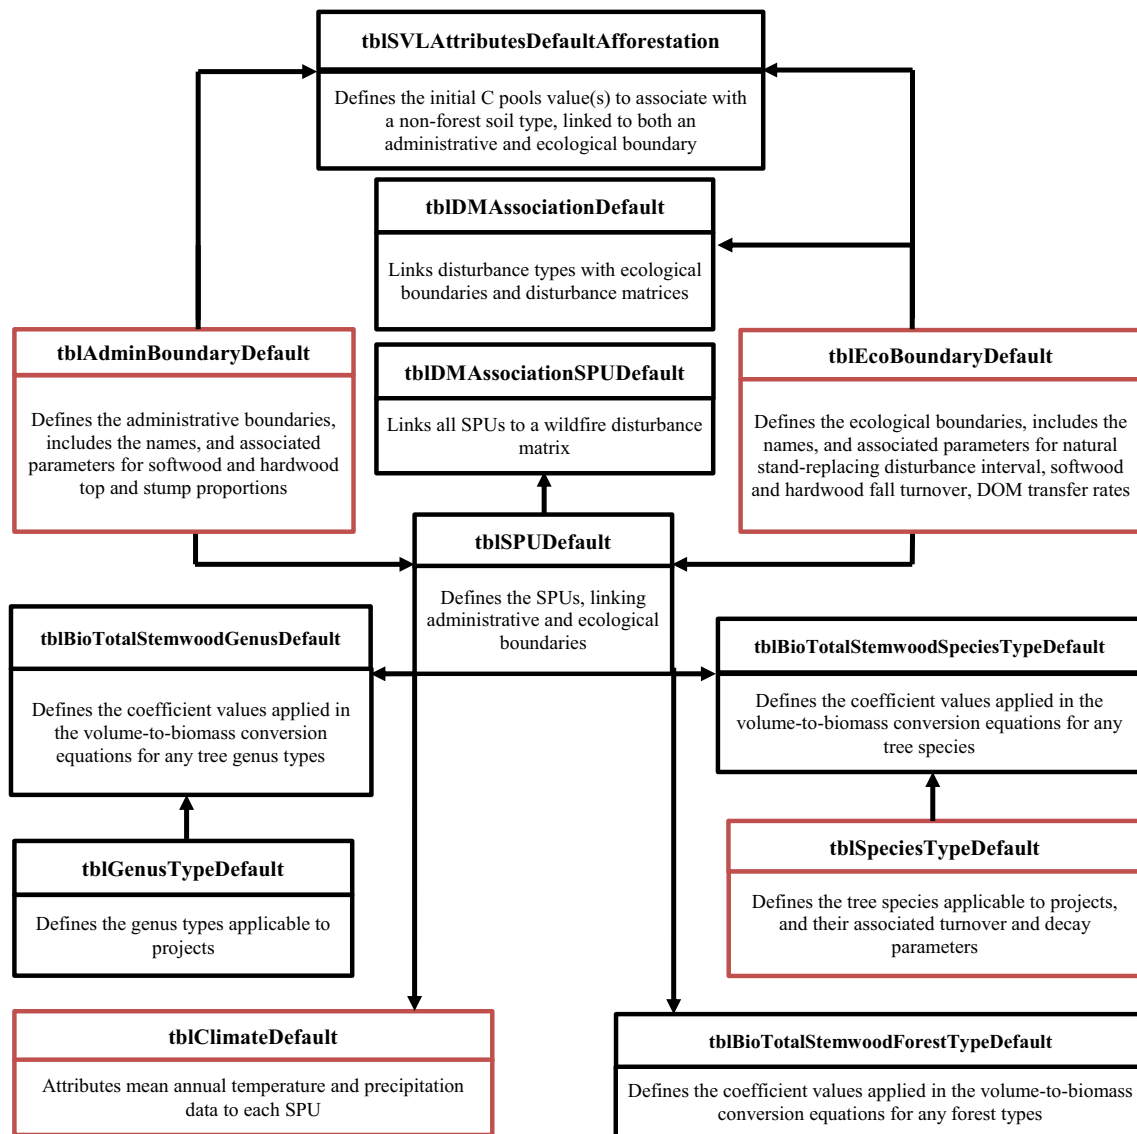 tblSVLAttributesDefaultAfforestation
Defines the initial C pools value(s) to associate with
a non-forest soil type, linked to both an
administrative and ecological boundary
tblDMAssociationDefault
Links disturbance types with ecological
boundaries and disturbance matrices
tblAdminBoundaryDefault
Defines the administrative boundaries,
includes the names, and associated
parameters for softwood and hardwood
top and stump proportions
tblDMAssociationSPUDefault
Links all SPUs to a wildfire disturbance
matrix
tblEcoBoundaryDefault
Defines the ecological boundaries, includes the
names, and associated parameters for natural
stand-replacing disturbance interval, softwood
and hardwood fall turnover, DOM transfer rates
tblSPUDefault
Defines the SPUs, linking
administrative and ecological
boundaries
tblBioTotalStemwoodGenusDefault
Defines the coefficient values applied in
the volume-to-biomass conversion
equations for any tree genus types
tblBioTotalStemwoodSpeciesTypeDefault
Defines the coefficient values applied in the
volume-to-biomass conversion equations for any
tree species
tblGenusTypeDefault
Defines the genus types applicable to
projects
tblSpeciesTypeDefault
Defines the tree species applicable to projects,
and their associated turnover and decay
parameters
tblClimateDefault
Attributes mean annual temperature and precipitation
data to each SPU
tblBioTotalStemwoodForestTypeDefault
Defines the coefficient values applied in the volume-to-biomass
conversion equations for any forest types